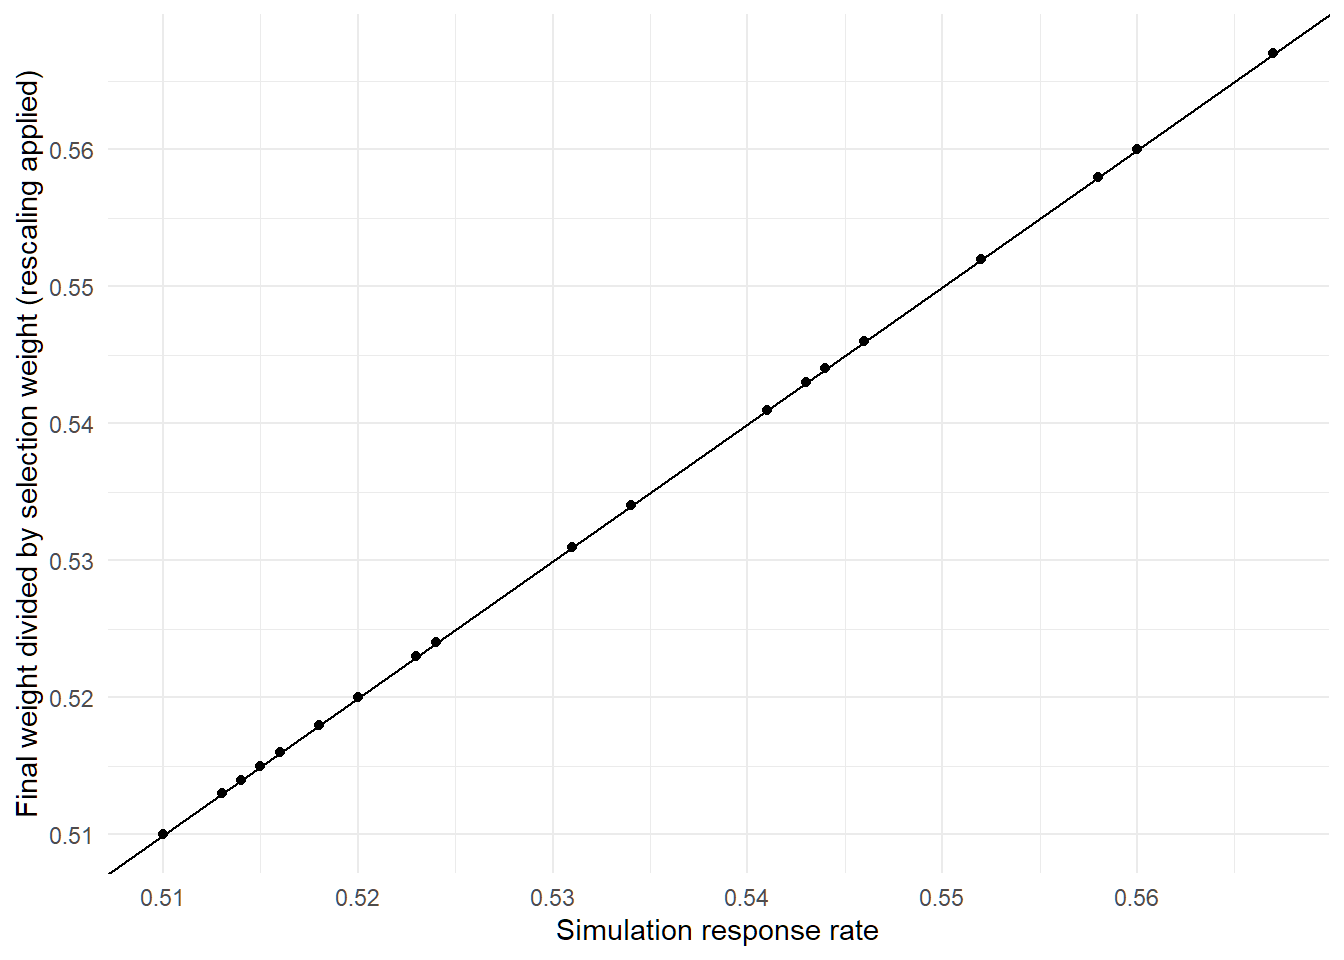 Final weight divided by selection weight (rescaling applied)
0.56
0.55
0.54
0.53
0.52
0.51
0.51 0.52 0.53 0.54 0.55 0.56
Simulation response rate